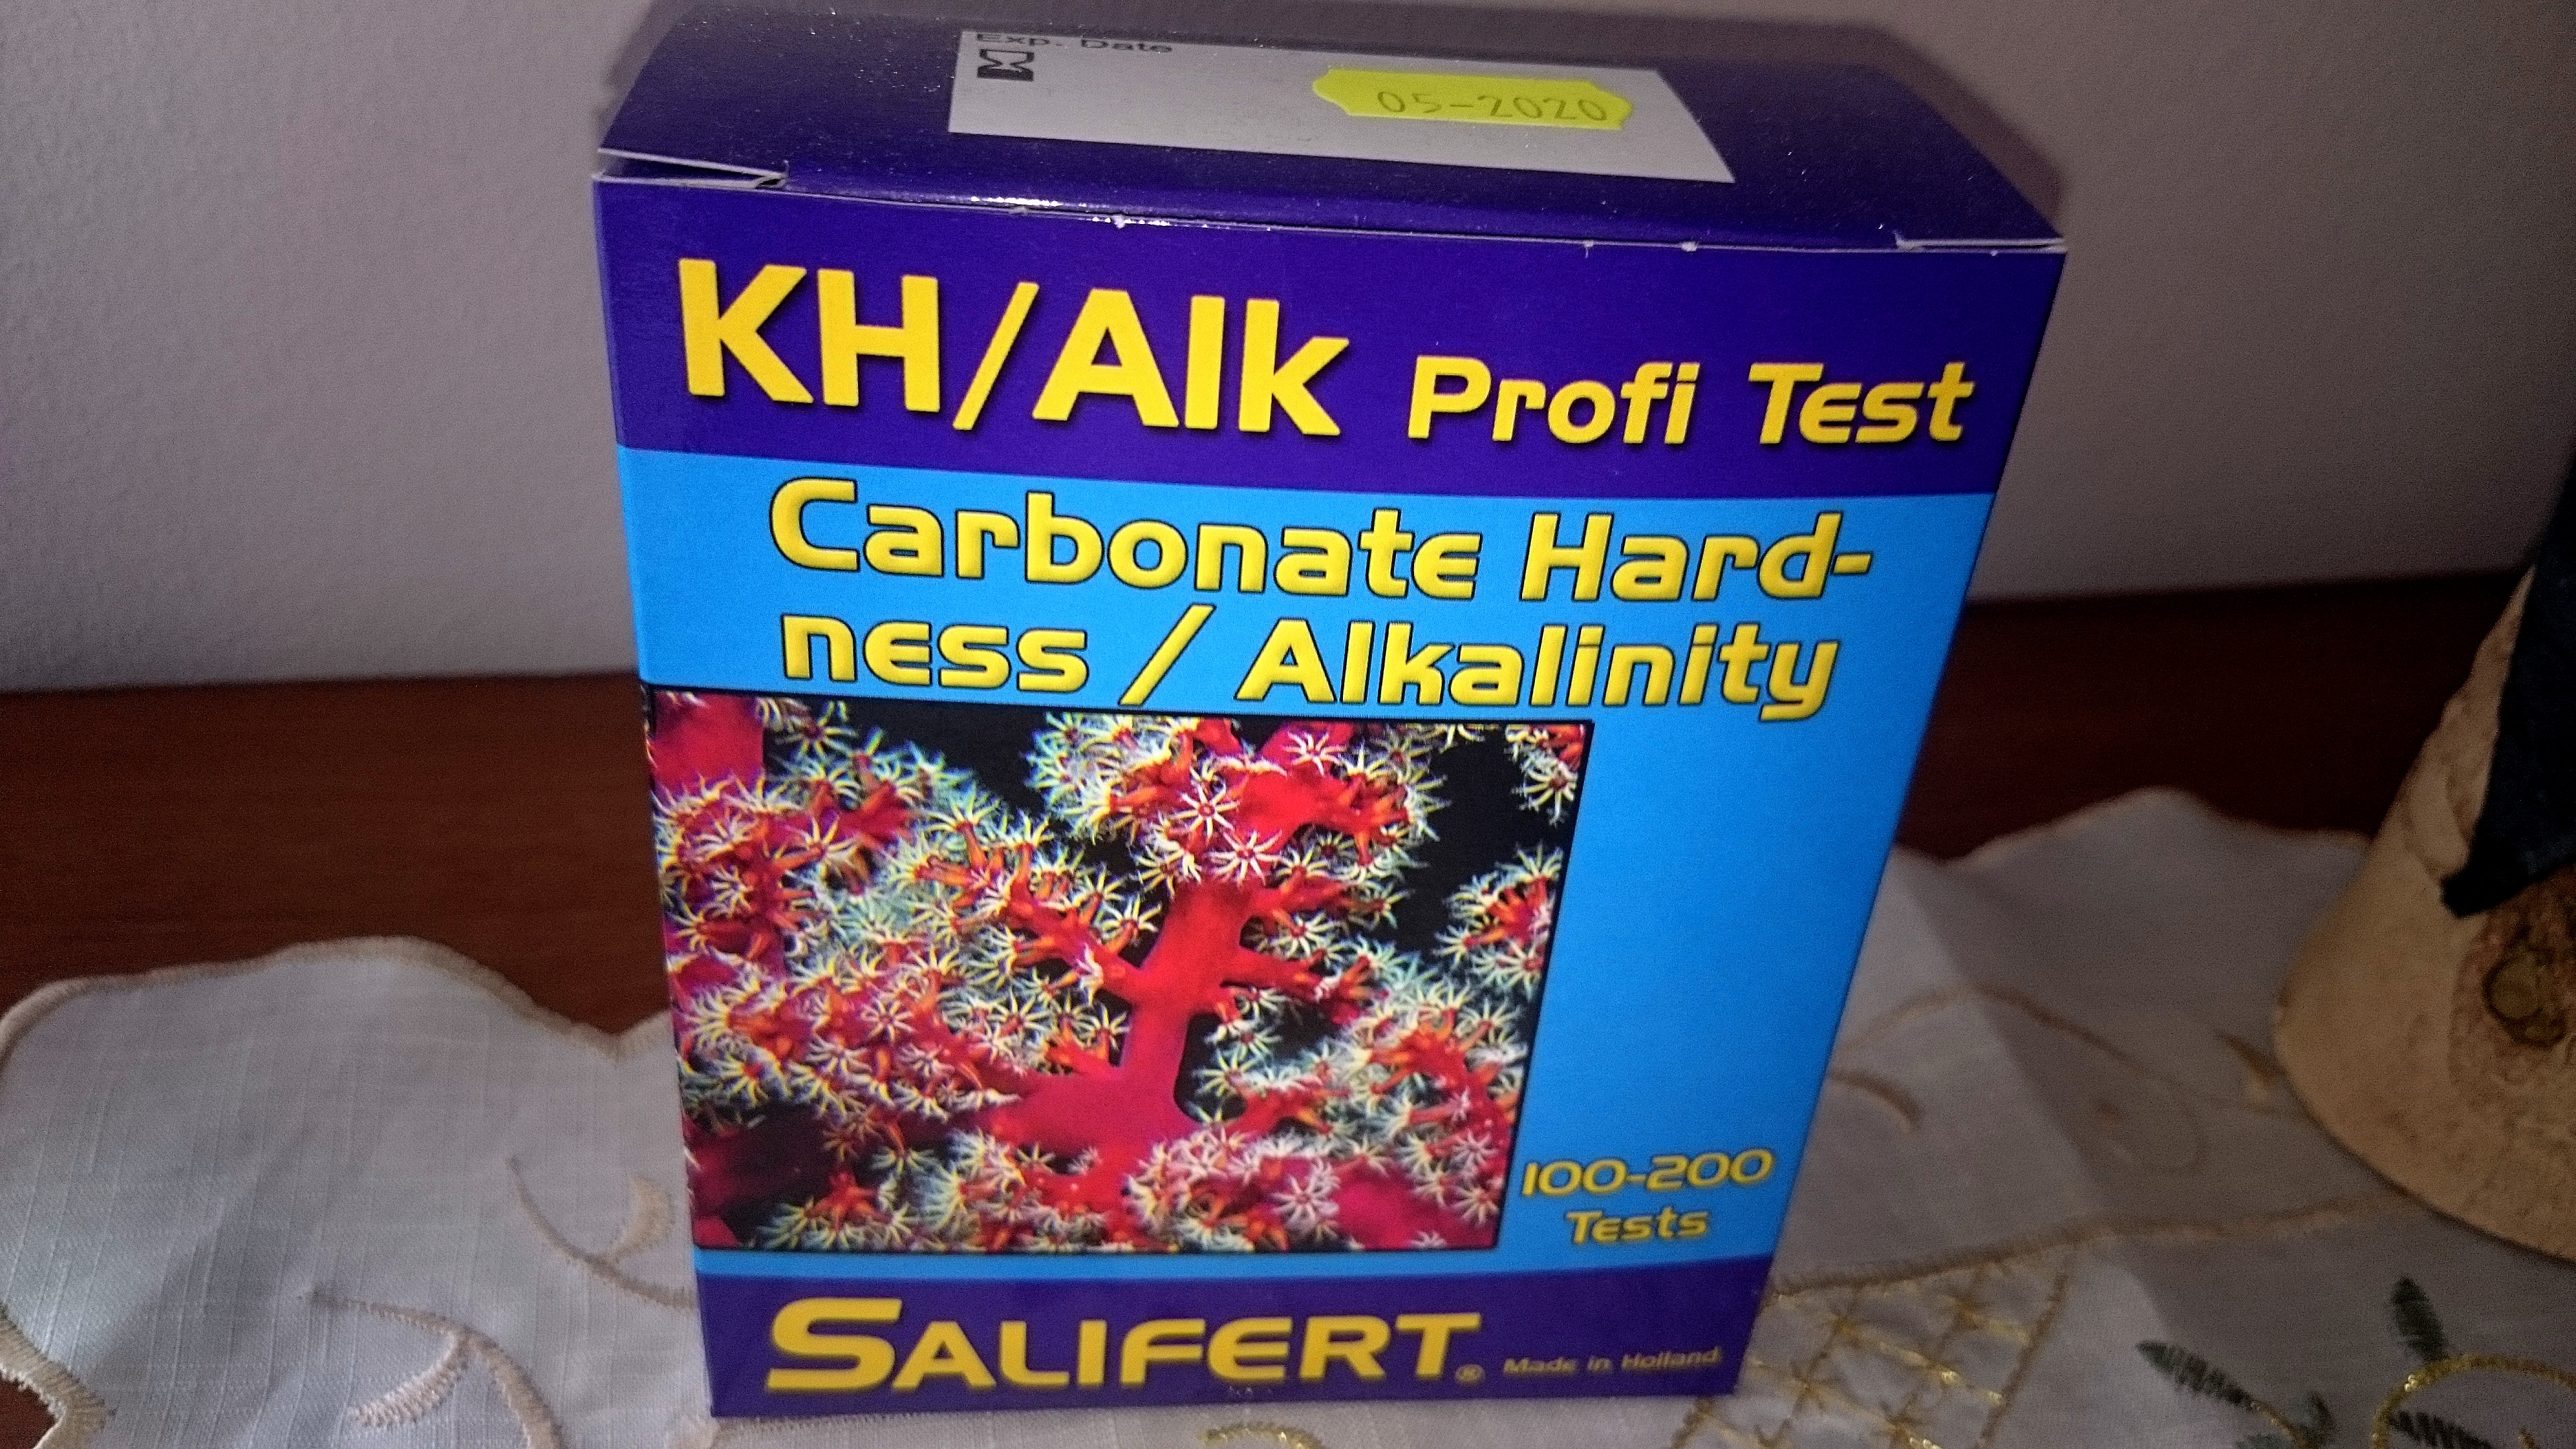 Exp. Date
05-2020
KH/Alk Profi Test
Carbonate Hard-
ness / Alkalinity
100-200
Tests
SALIFERT®
Made in Holland